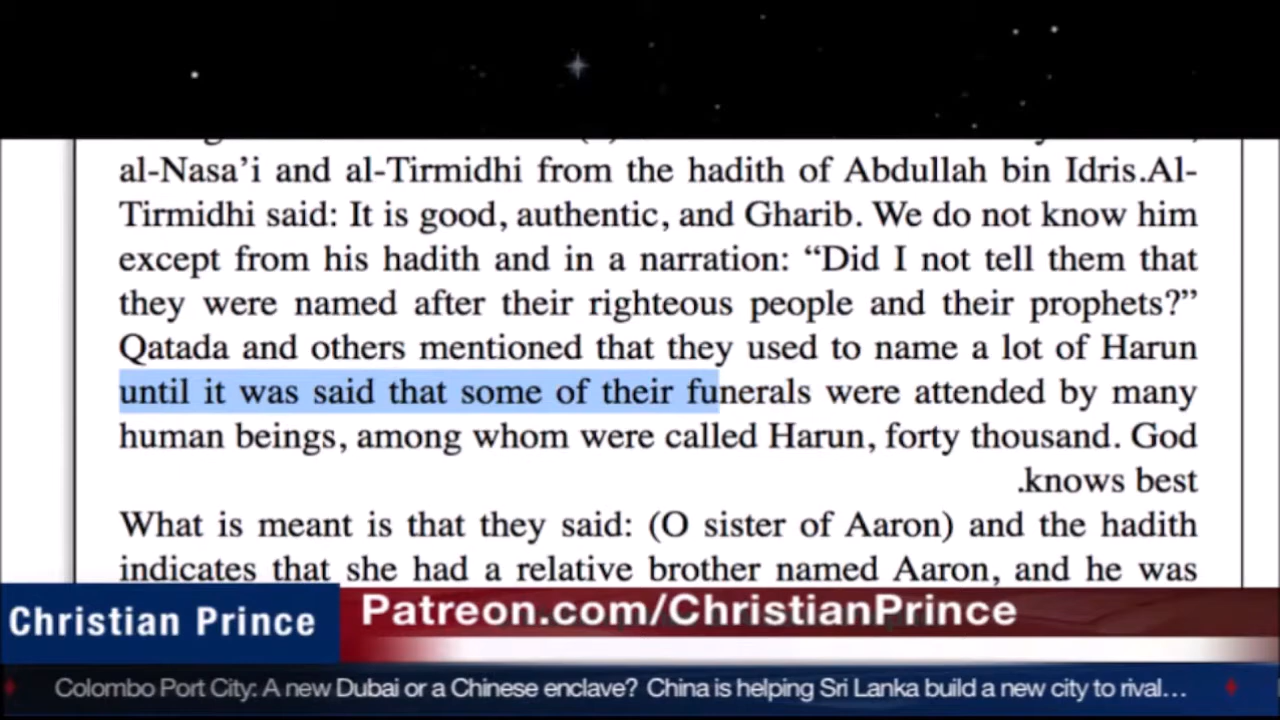 al-Nasa’i and al-Tirmidhi from the hadith of Abdullah bin Idris.Al-
Tirmidhi said: It is good, authentic, and Gharib. We do not know him
except from his hadith and in a narration: “Did I not tell them that
they were named after their righteous people and their prophets?”
Qatada and others mentioned that they used to name a lot of Harun
until it was said that some of their funerals were attended by many
human beings, among whom were called Harun, forty thousand. God
.knows best
What is meant is that they said: (O sister of Aaron) and the hadith
indicates that she had a relative brother named Aaron, and he was
Christian Prince
Patreon.com/ChristianPrince
Colombo Port City: A new Dubai or a Chinese enclave? China is helping Sri Lanka build a new city to rival...